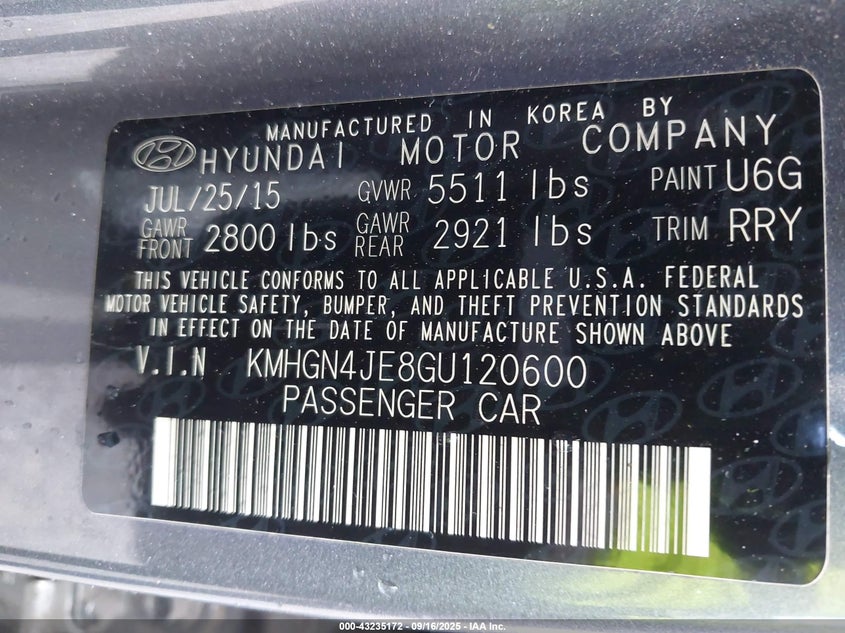 MANUFACTURED IN KOREA BY
HYUNDAI MOTOR COMPANY
JUL/25/15 GVWR 5511 lbs PAINT U6G
GAWR FRONT 2800 lbs GAWR REAR 2921 lbs TRIM RRY
THIS VEHICLE CONFORMS TO ALL APPLICABLE U.S.A. FEDERAL
MOTOR VEHICLE SAFETY, BUMPER, AND THEFT PREVENTION STANDARDS
IN EFFECT ON THE DATE OF MANUFACTURE SHOWN ABOVE
V.I.N KMHGN4JE8GU120600
PASSENGER CAR
000-43235172 - 09/16/2025 - IAA Inc.